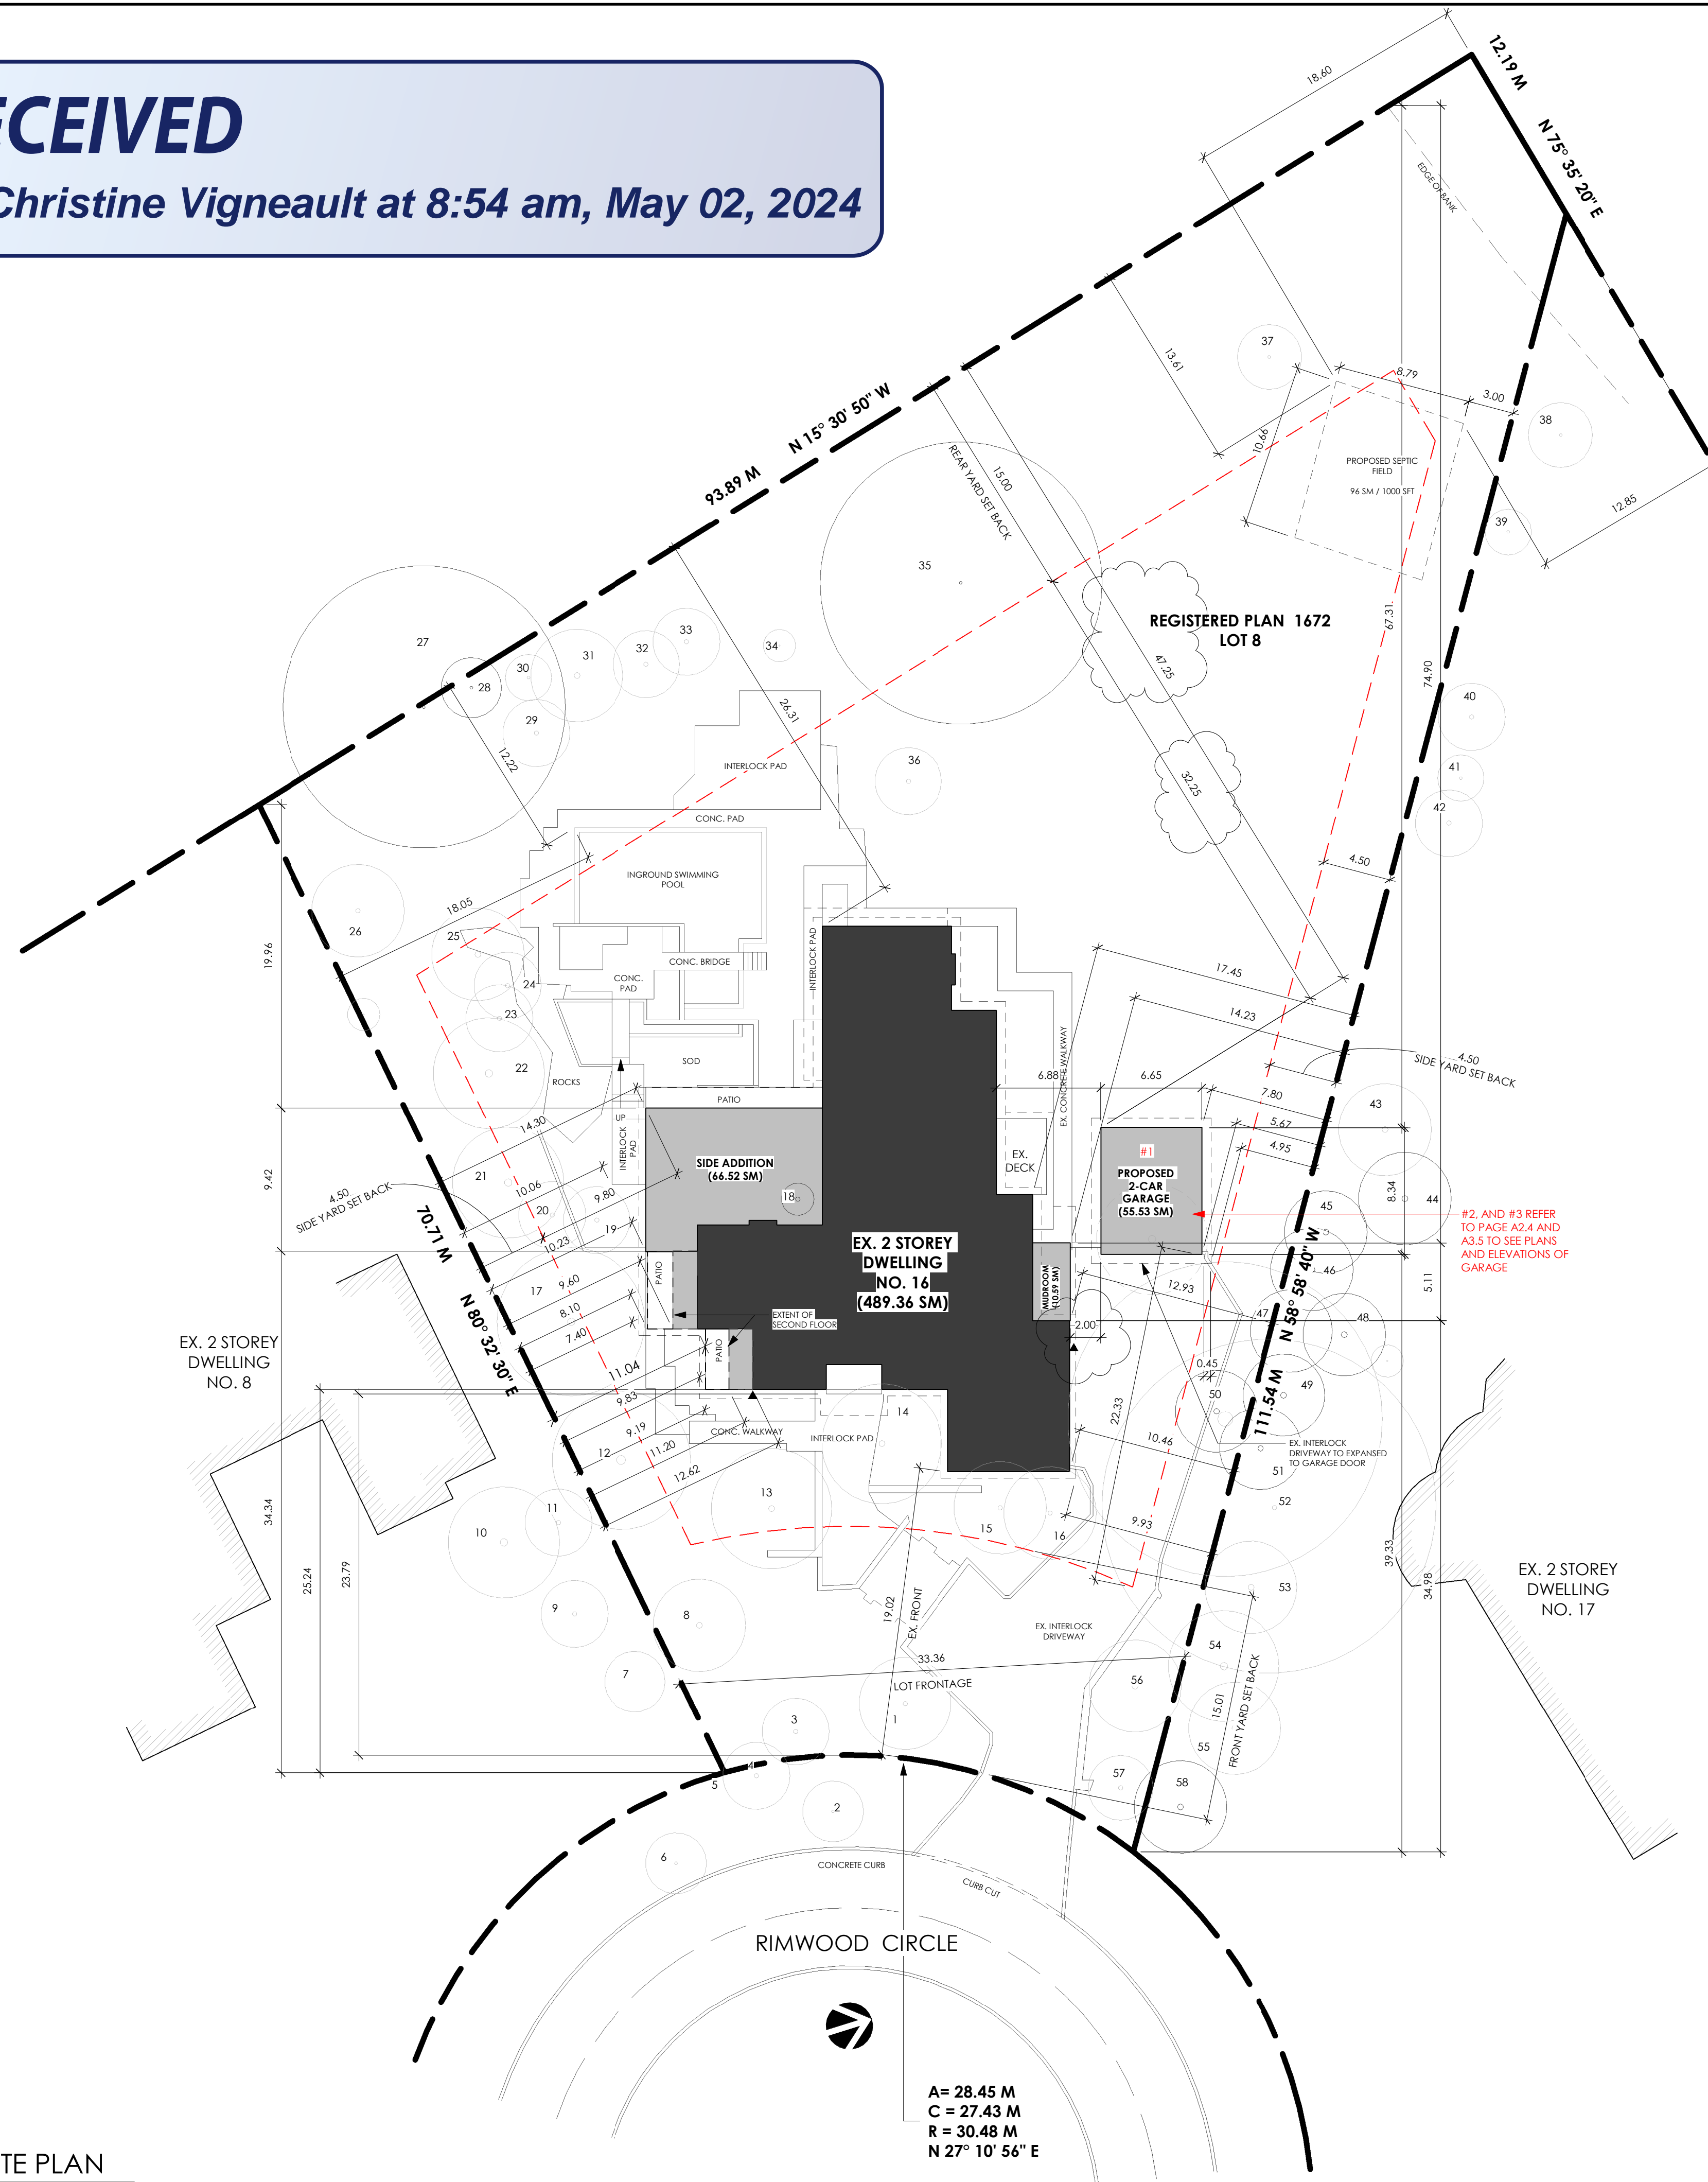 CEIVED
Christine Vigneault at 8:54 am, May 02, 2024
12.19 M
N 75° 35' 20" E
18.60
EDGE OF BANK
93.89 M
N 15° 30' 50" W
13.61
37
8.79
3.00
38
10.66
PROPOSED SEPTIC
FIELD
96 SM / 1000 SFT
12.85
39
REAR YARD SET BACK
15.00
35
REGISTERED PLAN 1672
LOT 8
67.31
74.90
47.25
32.25
27
28
30
31
32
33
34
29
12.22
26.31
36
40
41
42
4.50
INTERLOCK PAD
CONC. PAD
INGROUND SWIMMING
POOL
18.05
19.96
26
25
24
23
22
CONC. BRIDGE
CONC.
PAD
INTERLOCK PAD
SOD
ROCKS
PATIO
UP
INTERLOCK
PAD
EX. CONCRETE WALKWAY
17.45
14.23
4.50
SIDE YARD SET BACK
6.88
6.65
7.80
5.67
4.95
43
14.30
9.42
21
10.06
9.80
20
19
10.23
4.50
SIDE YARD SET BACK
SIDE ADDITION
(66.52 SM)
18
EX.
DECK
#1
PROPOSED
2-CAR
GARAGE
(55.53 SM)
8.34
44
45
46
#2, AND #3 REFER
TO PAGE A2.4 AND
A3.5 TO SEE PLANS
AND ELEVATIONS OF
GARAGE
70.71 M
N 80° 32' 30" E
EX. 2 STOREY
DWELLING
NO. 16
(489.36 SM)
MUDROOM
(10.59 SM)
12.93
5.11
17
9.60
8.10
7.40
PATIO
PATIO
EXTENT OF
SECOND FLOOR
2.00
0.45
47
48
49
50
51
52
N 58° 58' 40" W
111.54 M
EX. 2 STOREY
DWELLING
NO. 8
11.04
9.83
9.19
11.20
12.62
12
CONC. WALKWAY
INTERLOCK PAD
14
22.33
10.46
EX. INTERLOCK
DRIVEWAY TO EXPANSED
TO GARAGE DOOR
34.34
25.24
23.79
10
11
13
15
16
9.93
39.33
34.98
EX. 2 STOREY
DWELLING
NO. 17
9
8
7
19.02
EX. FRONT
EX. INTERLOCK
DRIVEWAY
53
54
55
56
57
58
33.36
LOT FRONTAGE
15.01
FRONT YARD SET BACK
3
1
4
5
2
6
CONCRETE CURB
CURB CUT
RIMWOOD CIRCLE
A= 28.45 M
C = 27.43 M
R = 30.48 M
N 27° 10' 56" E
TE PLAN